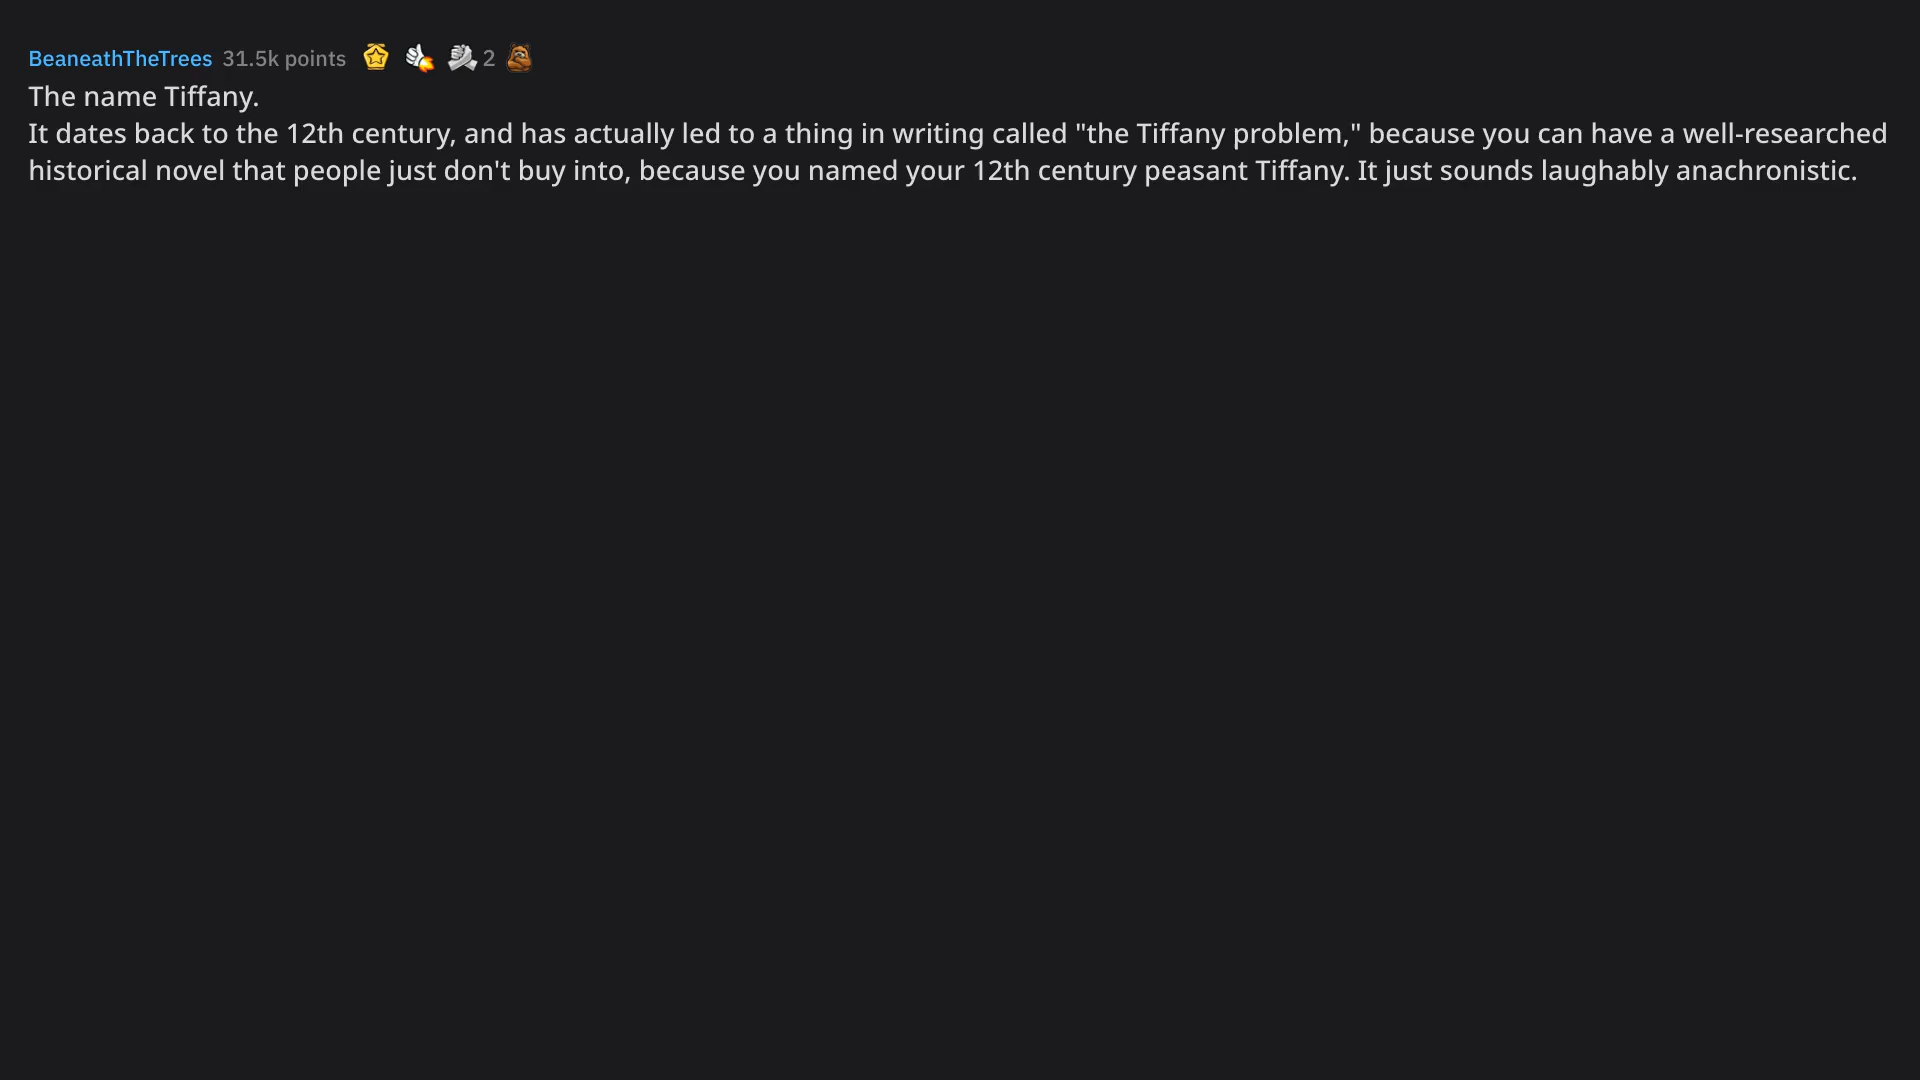 BeaneathTheTrees 31.5k points 2
The name Tiffany.
It dates back to the 12th century, and has actually led to a thing in writing called "the Tiffany problem," because you can have a well-researched
historical novel that people just don't buy into, because you named your 12th century peasant Tiffany. It just sounds laughably anachronistic.